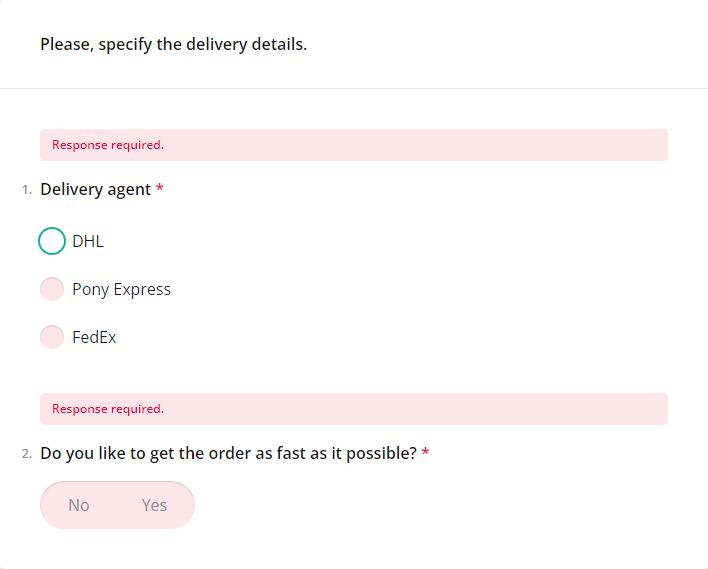 Please, specify the delivery details.
Response required.
1. Delivery agent *
DHL
Pony Express
FedEx
Response required.
2. Do you like to get the order as fast as it possible? *
No Yes